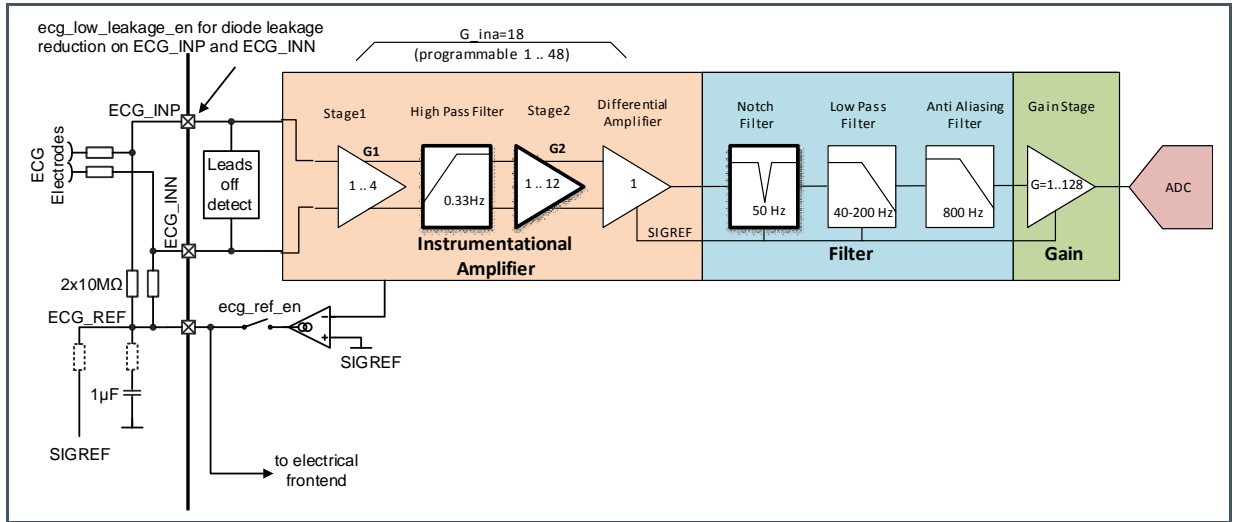 ecg_low_leakage_en for diode leakage
reduction on ECG_INP and ECG_INN
G_ina=18
(programmable 1 .. 48)
ECG_INP
ECG
Electrodes
ECG_INN
Leads
off
detect
Stage1
G1
1 .. 4
High Pass Filter
0.33Hz
Stage2
G2
1 .. 12
Differential
Amplifier
1
Instrumentational
Amplifier
SIGREF
Notch
Filter
50 Hz
Low Pass
Filter
40-200 Hz
Anti Aliasing
Filter
800 Hz
Filter
Gain Stage
G=1..128
Gain
ADC
2x10MΩ
ECG_REF
ecg_ref_en
-
+
SIGREF
1µF
SIGREF
to electrical
frontend